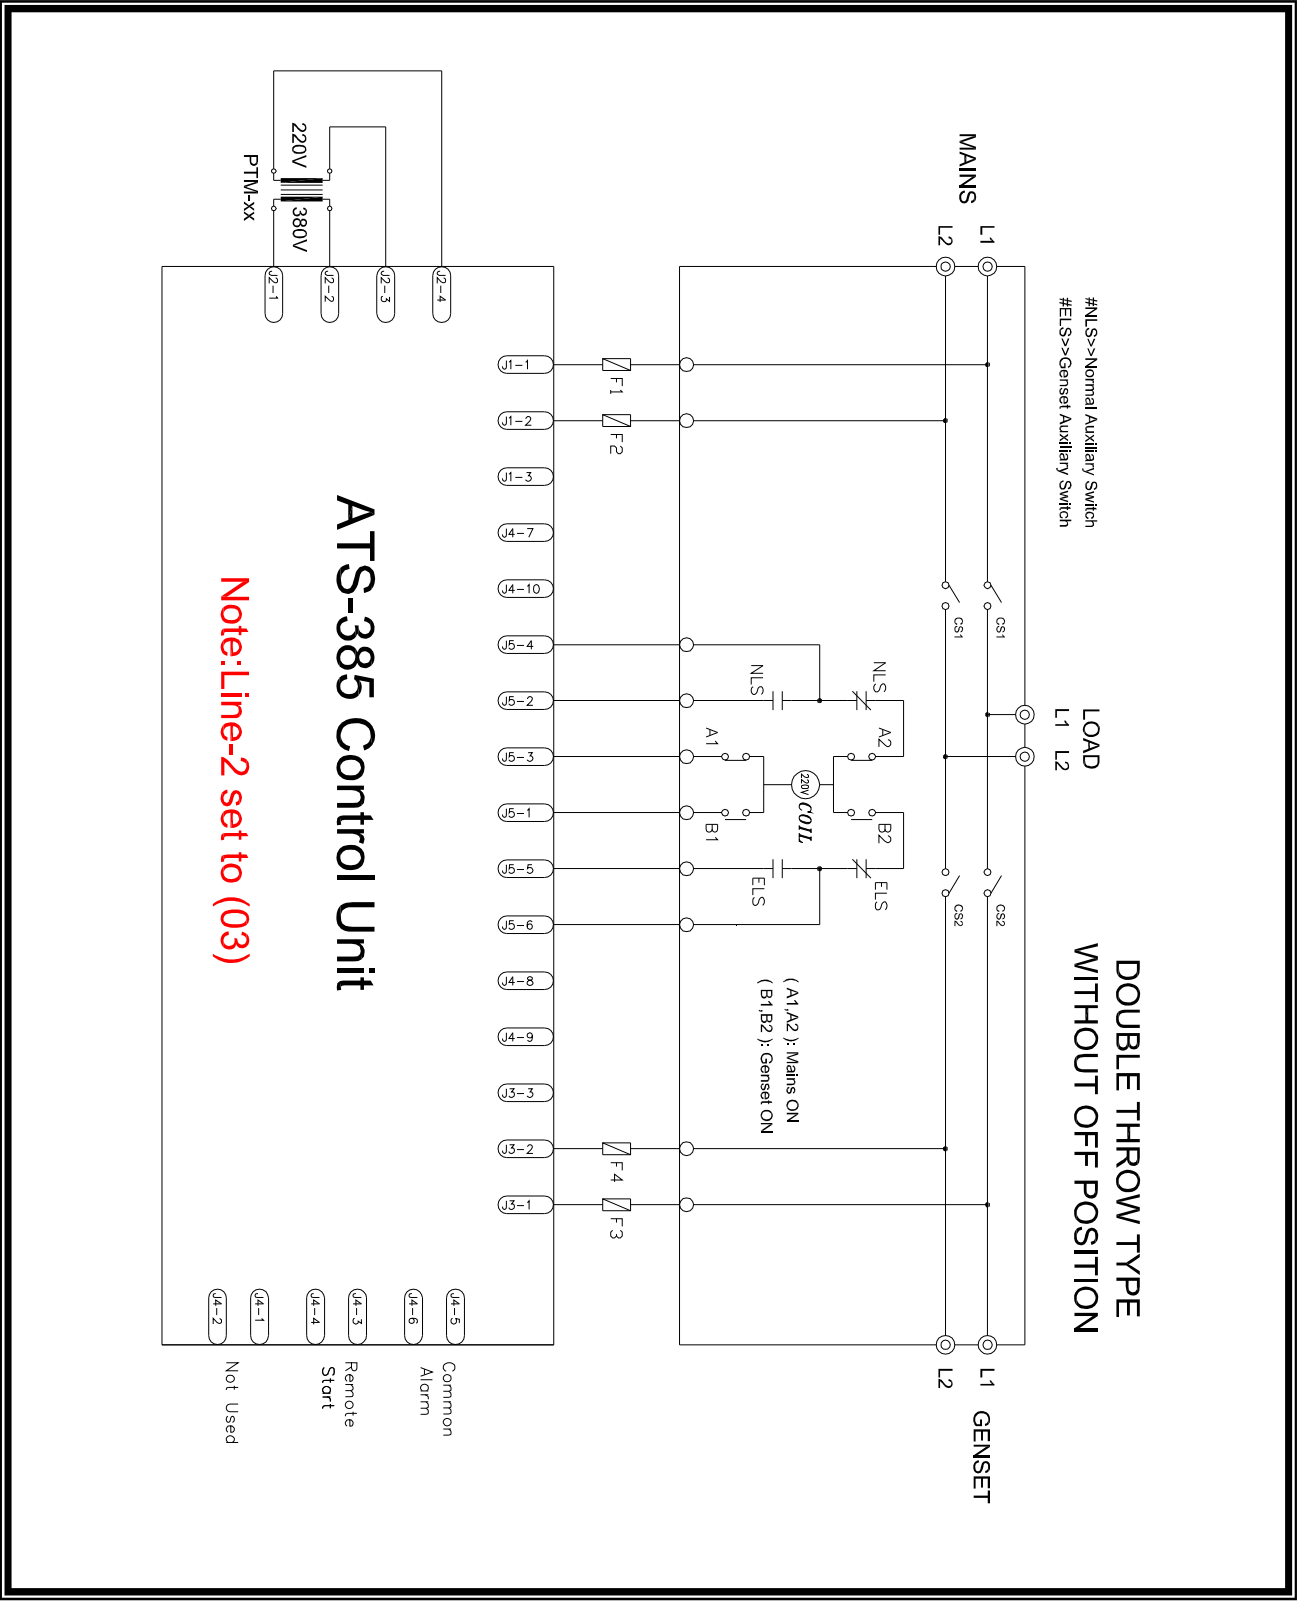 DOUBLE THROW TYPE
WITHOUT OFF POSITION
#NLS>>Normal Auxiliary Switch
#ELS>>Genset Auxiliary Switch
LOAD
L1 L2
MAINS
L1
L2
GENSET
L1
L2
CS1
CS1
CS2
CS2
NLS
NLS
A2
A1
220V
COIL
B2
B1
ELS
ELS
( A1,A2 ): Mains ON
( B1,B2 ): Genset ON
F1
F2
F4
F3
J1-1
J1-2
J1-3
J4-7
J4-10
J5-4
J5-2
J5-3
J5-1
J5-5
J5-6
J4-8
J4-9
J3-3
J3-2
J3-1
J2-4
J2-3
J2-2
J2-1
220V
380V
PTM-xx
ATS-385 Control Unit
Note:Line-2 set to (03)
J4-5
J4-6
J4-3
J4-4
J4-1
J4-2
Common
Alarm
Remote
Start
Not Used